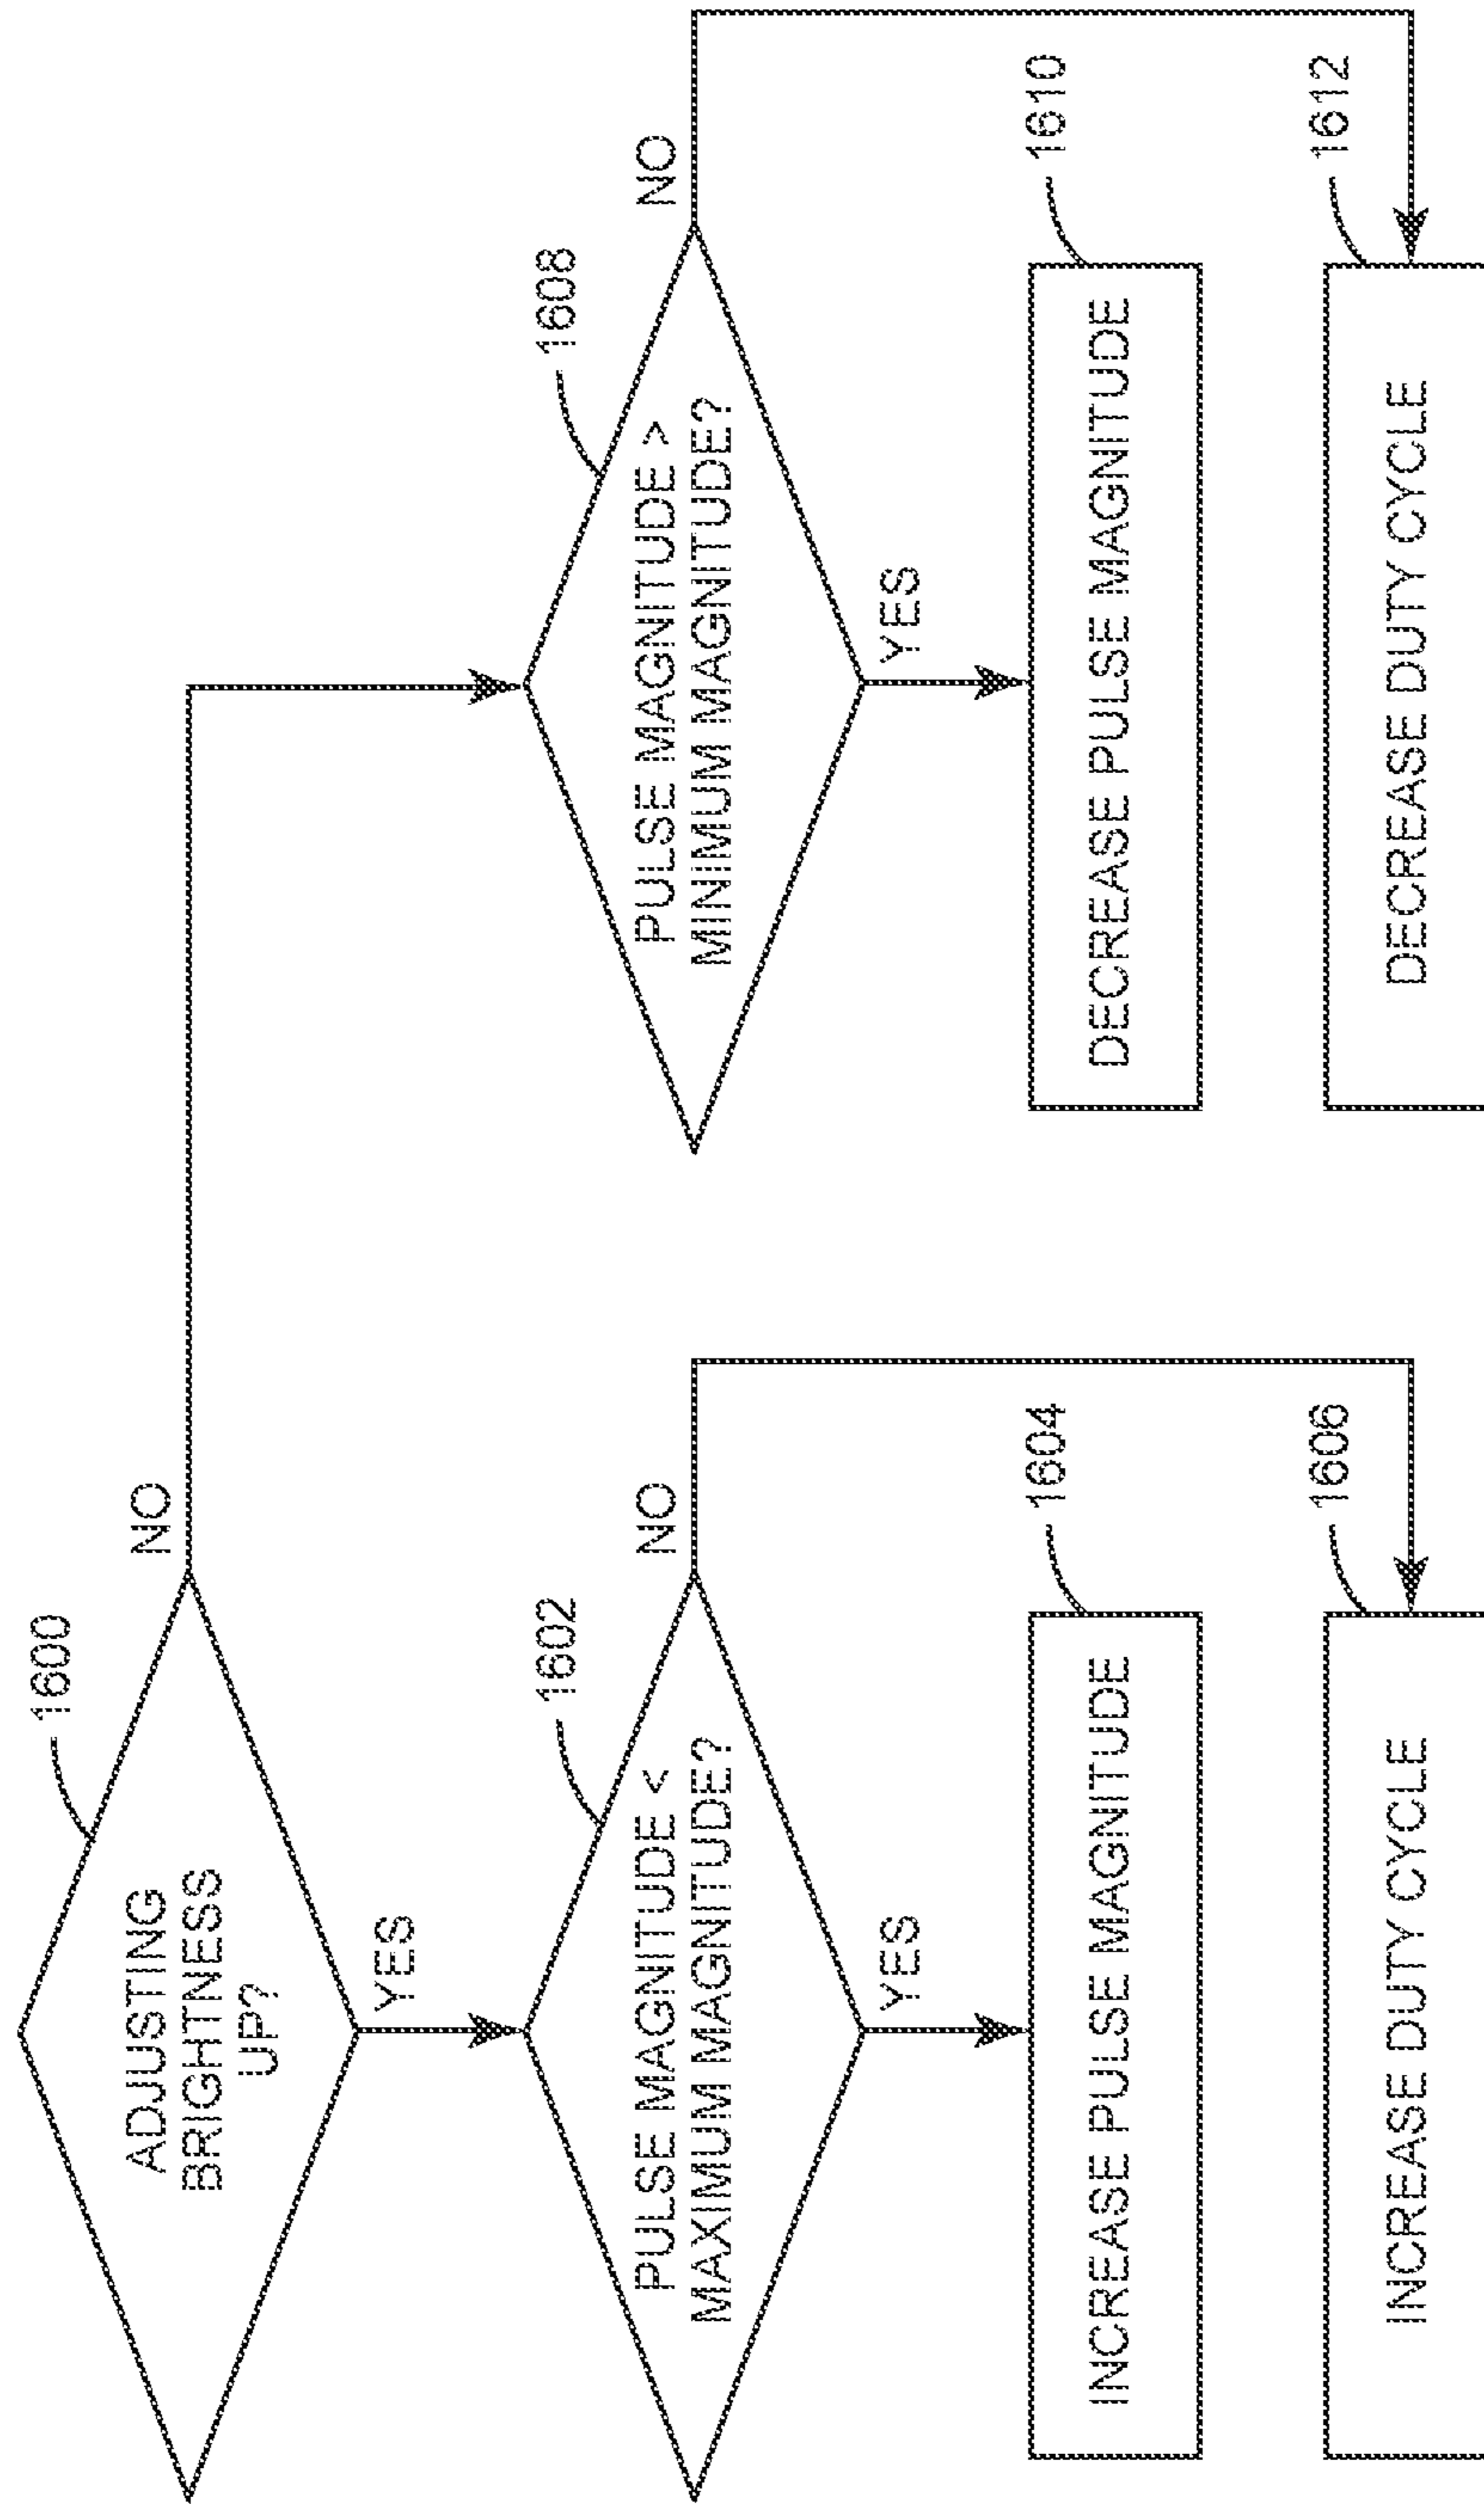 1600
ADJUSTING
BRIGHTNESS
UP?
NO
YES
1602
PULSE MAGNITUDE <
MAXIMUM MAGNITUDE?
NO
YES
1604
INCREASE PULSE MAGNITUDE
1606
INCREASE DUTY CYCLE
1608
PULSE MAGNITUDE >
MINIMUM MAGNITUDE?
NO
YES
1610
DECREASE PULSE MAGNITUDE
1612
DECREASE DUTY CYCLE